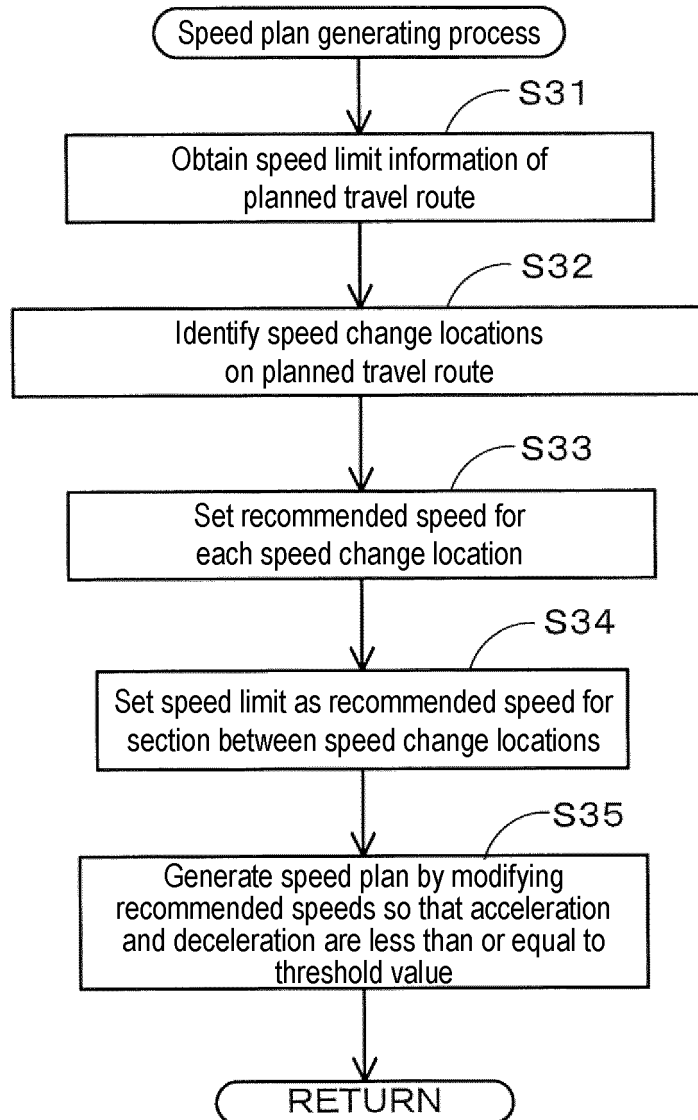 Speed plan generating process
S31
Obtain speed limit information of
planned travel route
S32
Identify speed change locations
on planned travel route
S33
Set recommended speed for
each speed change location
S34
Set speed limit as recommended speed for
section between speed change locations
S35
Generate speed plan by modifying
recommended speeds so that acceleration
and deceleration are less than or equal to
threshold value
RETURN